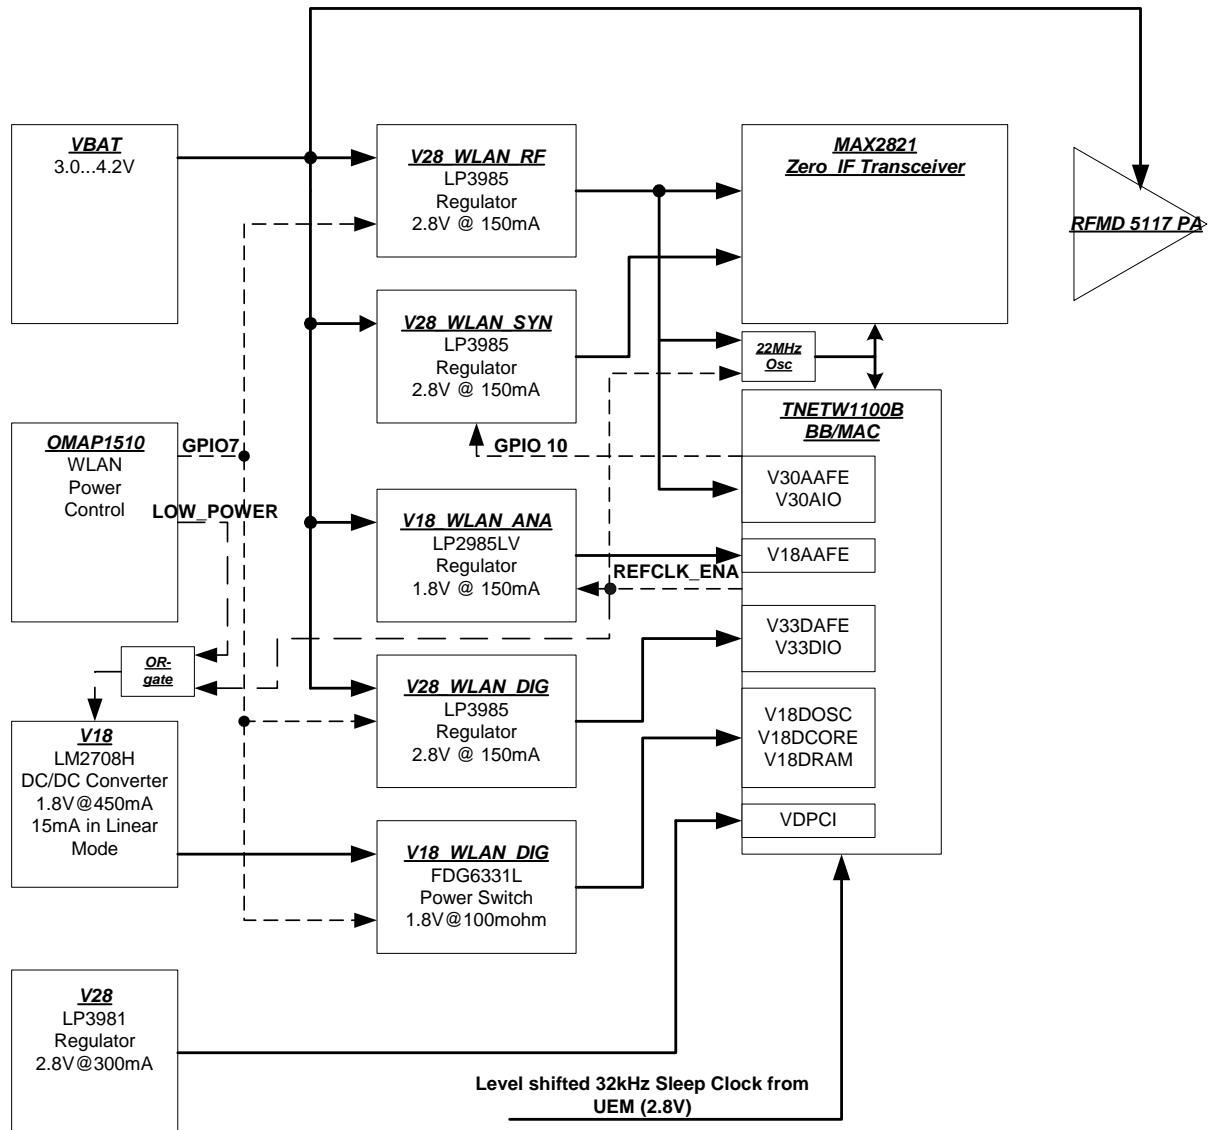 VBAT
3.0...4.2V
V28_WLAN_RF
LP3985
Regulator
2.8V @ 150mA
MAX2821
Zero IF Transceiver
RFMD 5117 PA
V28_WLAN_SYN
LP3985
Regulator
2.8V @ 150mA
22MHz
Osc
OMAP1510
WLAN
Power
Control
GPIO7
LOW_POWER
GPIO 10
TNETW1100B
BB/MAC
V30AAFE
V30AIO
V18_WLAN_ANA
LP2985LV
Regulator
1.8V @ 150mA
REFCLK_ENA
V18AAFE
V33DAFE
V33DIO
OR-
gate
V28_WLAN_DIG
LP3985
Regulator
2.8V @ 150mA
V18DOSC
V18DCORE
V18DRAM
V18
LM2708H
DC/DC Converter
1.8V@450mA
15mA in Linear
Mode
VDPCI
V18_WLAN_DIG
FDG6331L
Power Switch
1.8V@100mohm
V28
LP3981
Regulator
2.8V@300mA
Level shifted 32kHz Sleep Clock from
UEM (2.8V)